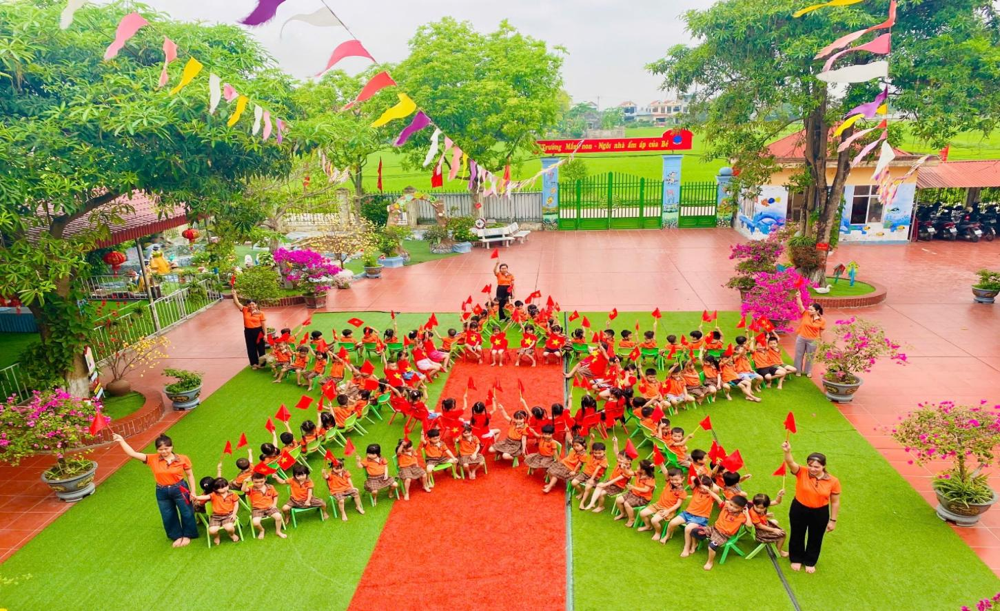 Trường Mầm non - Ngôi nhà ấm áp của Bé